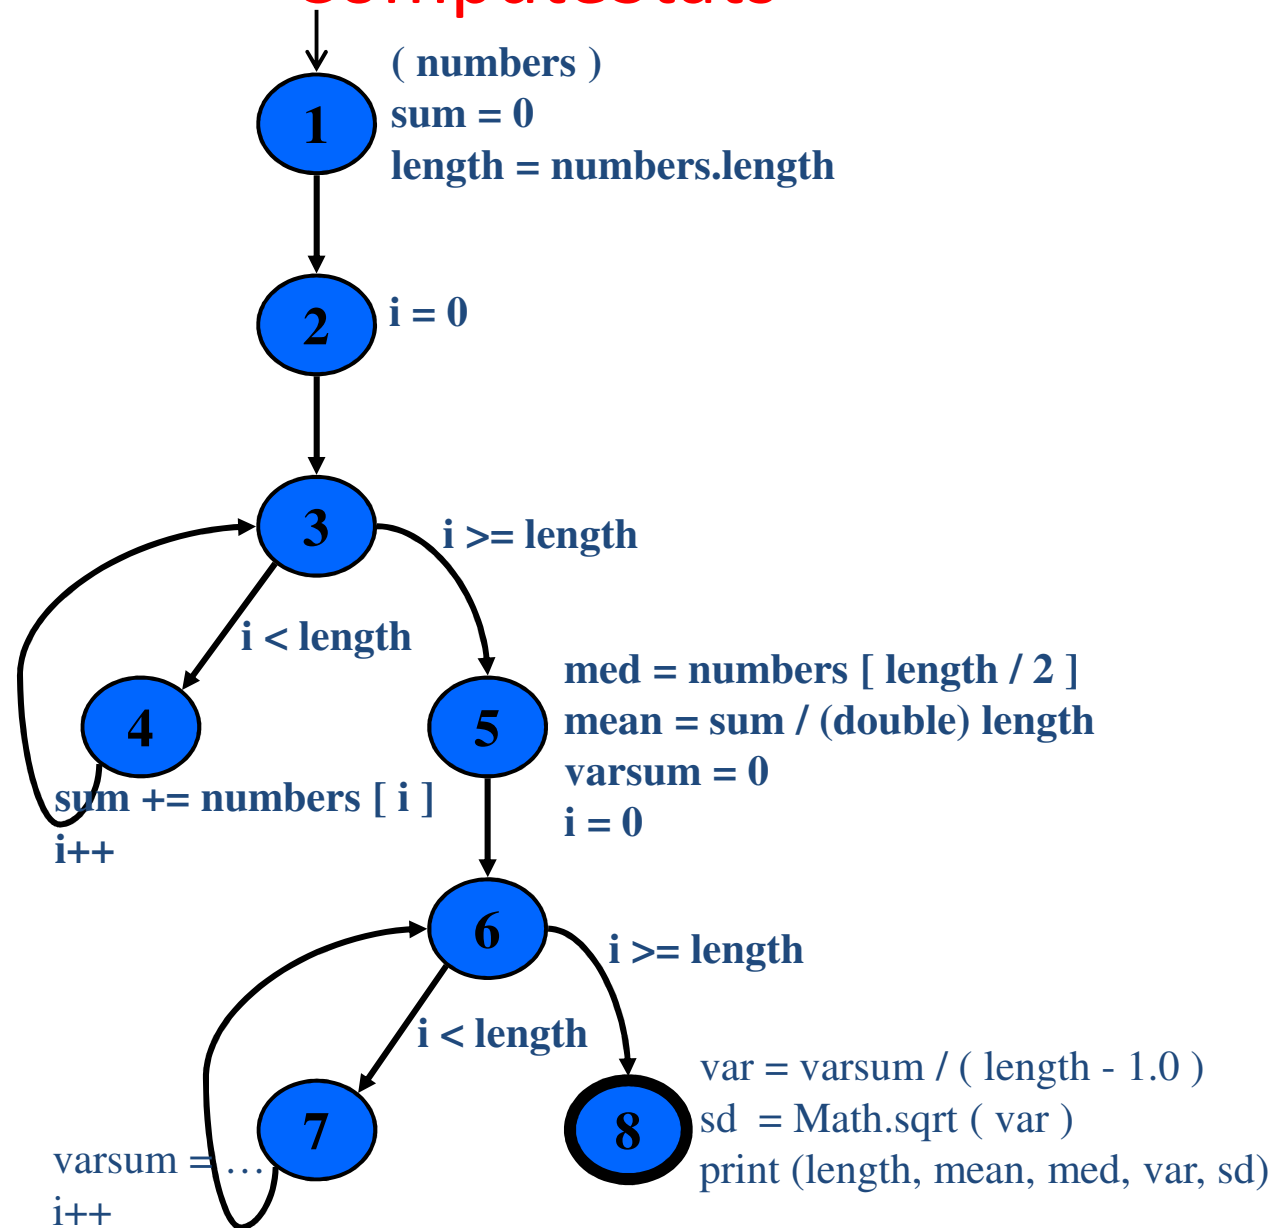 ( numbers )
sum = 0
length = numbers.length
1
2
i = 0
3
i >= length
i < length
4
sum += numbers [ i ]
i++
5
med = numbers [ length / 2 ]
mean = sum / (double) length
varsum = 0
i = 0
6
i >= length
i < length
7
varsum = …
i++
8
var = varsum / ( length - 1.0 )
sd = Math.sqrt ( var )
print (length, mean, med, var, sd)